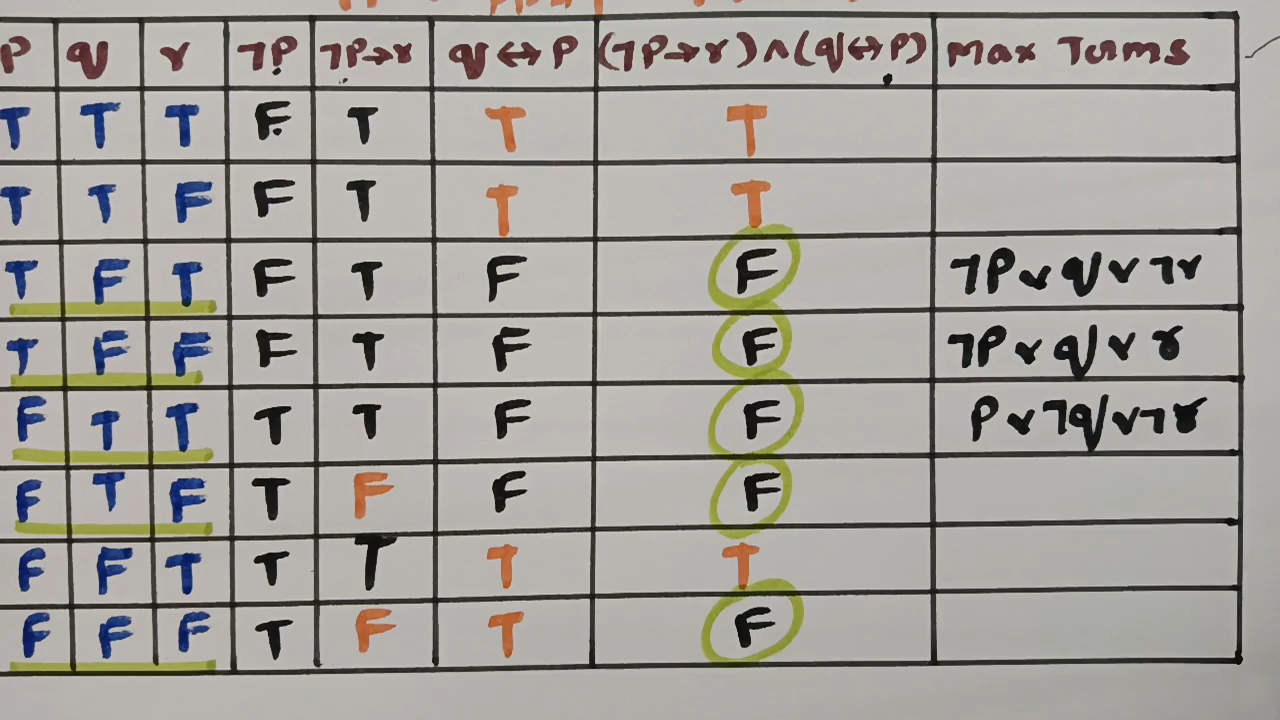 P q r ¬P ¬P→r q↔P (¬P→r)∧(q↔P) Max Terms
T T T F T T T
T T F F T T T
T F T F T F F ¬P∨q∨¬r
T F F F T F F ¬P∨q∨r
F T T T T F F P∨¬q∨¬r
F T F T F F F
F F T T T T T
F F F T F T F